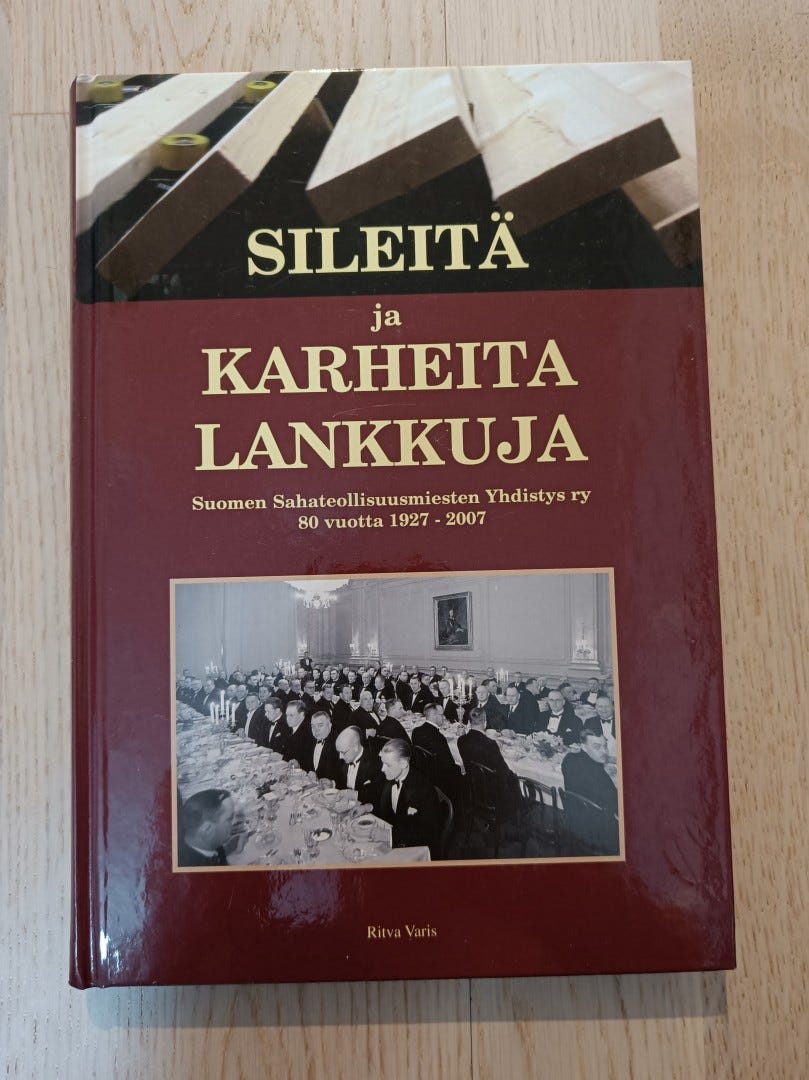 SILEITÄ
ja
KARHEITA
LANKKUJA
Suomen Sahateollisuusmiesten Yhdistys ry
80 vuotta 1927 - 2007
Ritva Varis